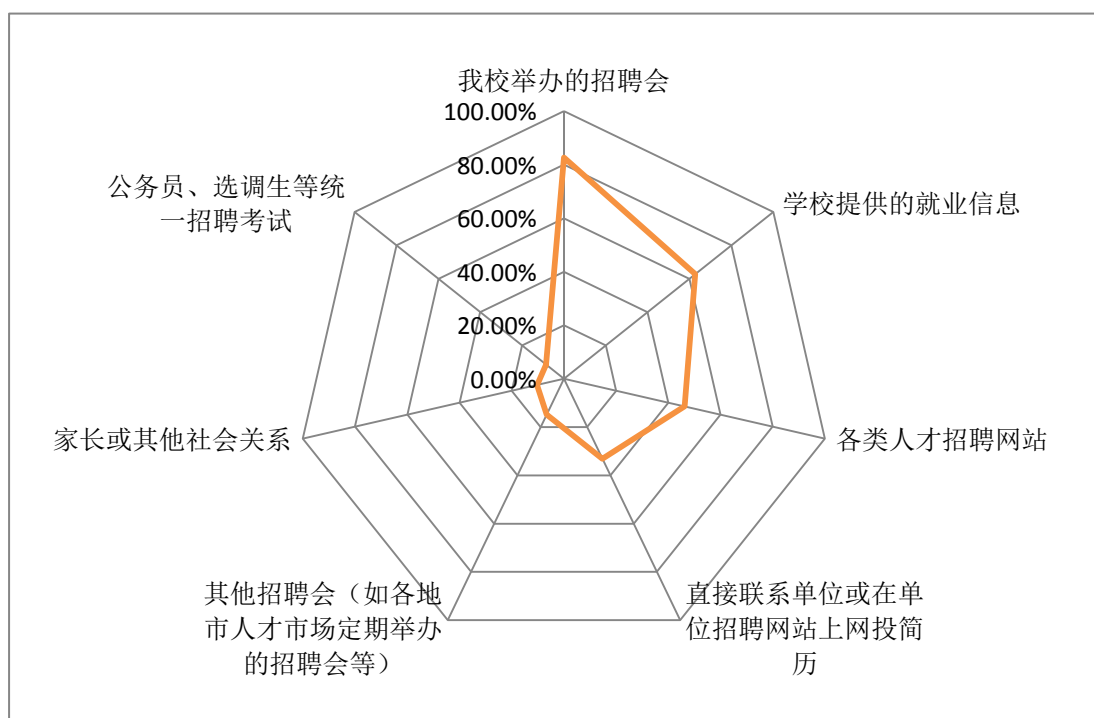 我校举办的招聘会
100.00%
80.00%
60.00%
40.00%
20.00%
0.00%
学校提供的就业信息
各类人才招聘网站
直接联系单位或在单
位招聘网站上网投简
历
其他招聘会（如各地
市人才市场定期举办
的招聘会等）
家长或其他社会关系
公务员、选调生等统
一招聘考试